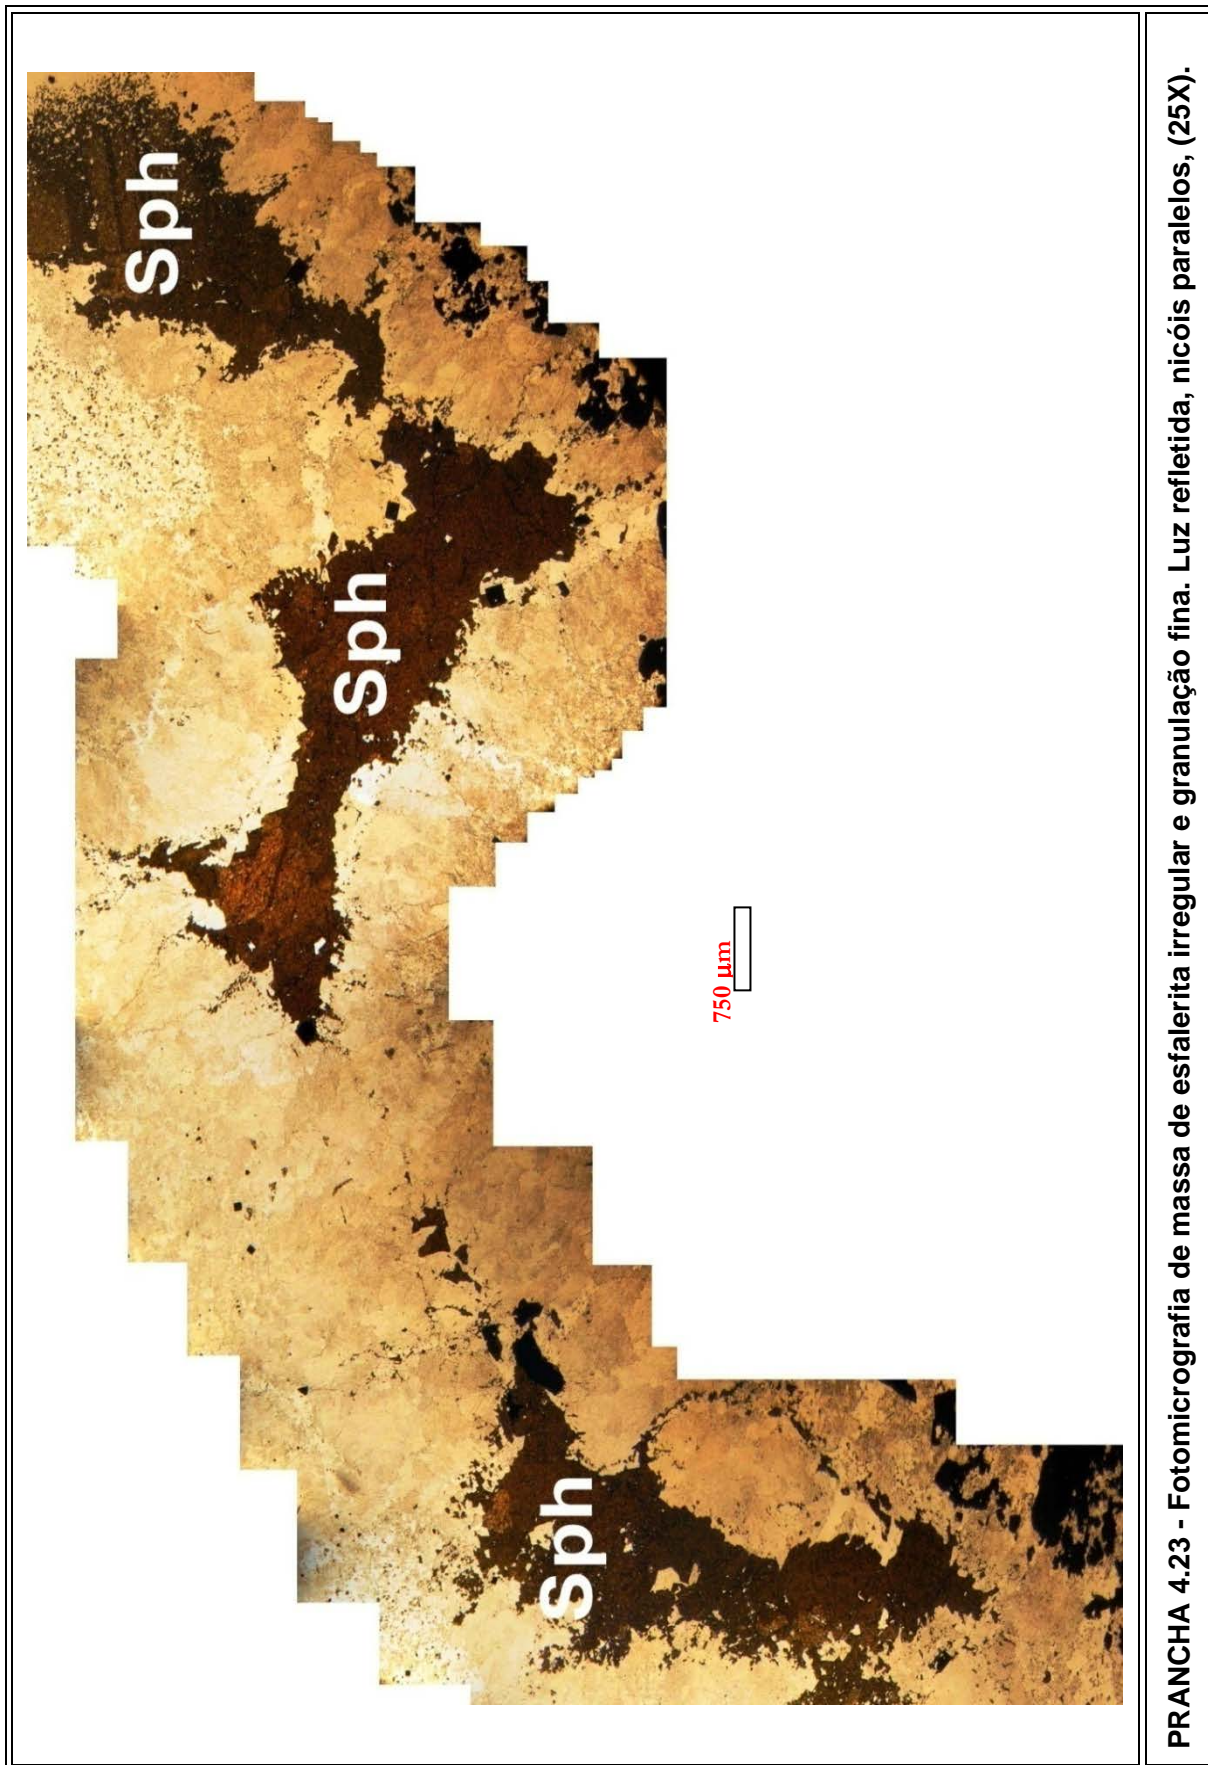 Sph
Sph
Sph
750 µm
PRANCHA 4.23 - Fotomicrografia de massa de esfalerita irregular e granulação fina. Luz refletida, nicóis paralelos, (25X).